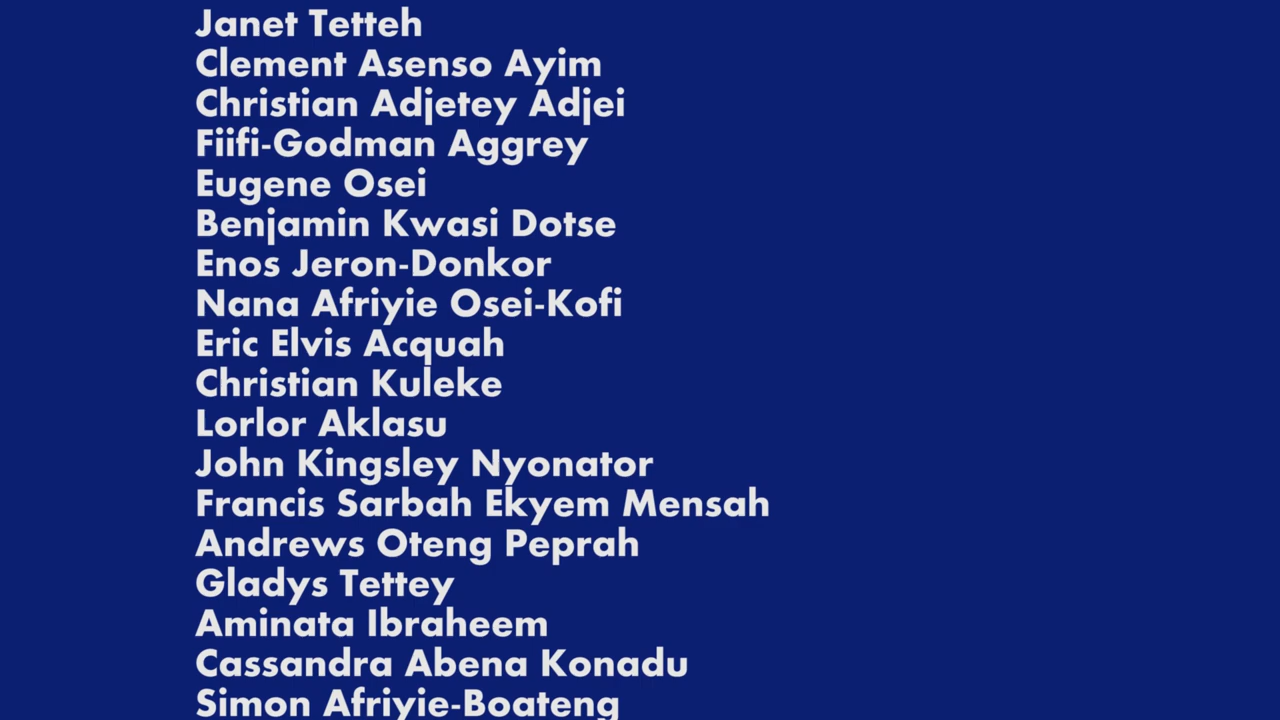 Janet Tetteh
Clement Asenso Ayim
Christian Adjetey Adjei
Fiifi-Godman Aggrey
Eugene Osei
Benjamin Kwasi Dotse
Enos Jeron-Donkor
Nana Afriyie Osei-Kofi
Eric Elvis Acquah
Christian Kuleke
Lorlor Aklasu
John Kingsley Nyonator
Francis Sarbah Ekyem Mensah
Andrews Oteng Peprah
Gladys Tettey
Aminata Ibraheem
Cassandra Abena Konadu
Simon Afriyie-Boateng